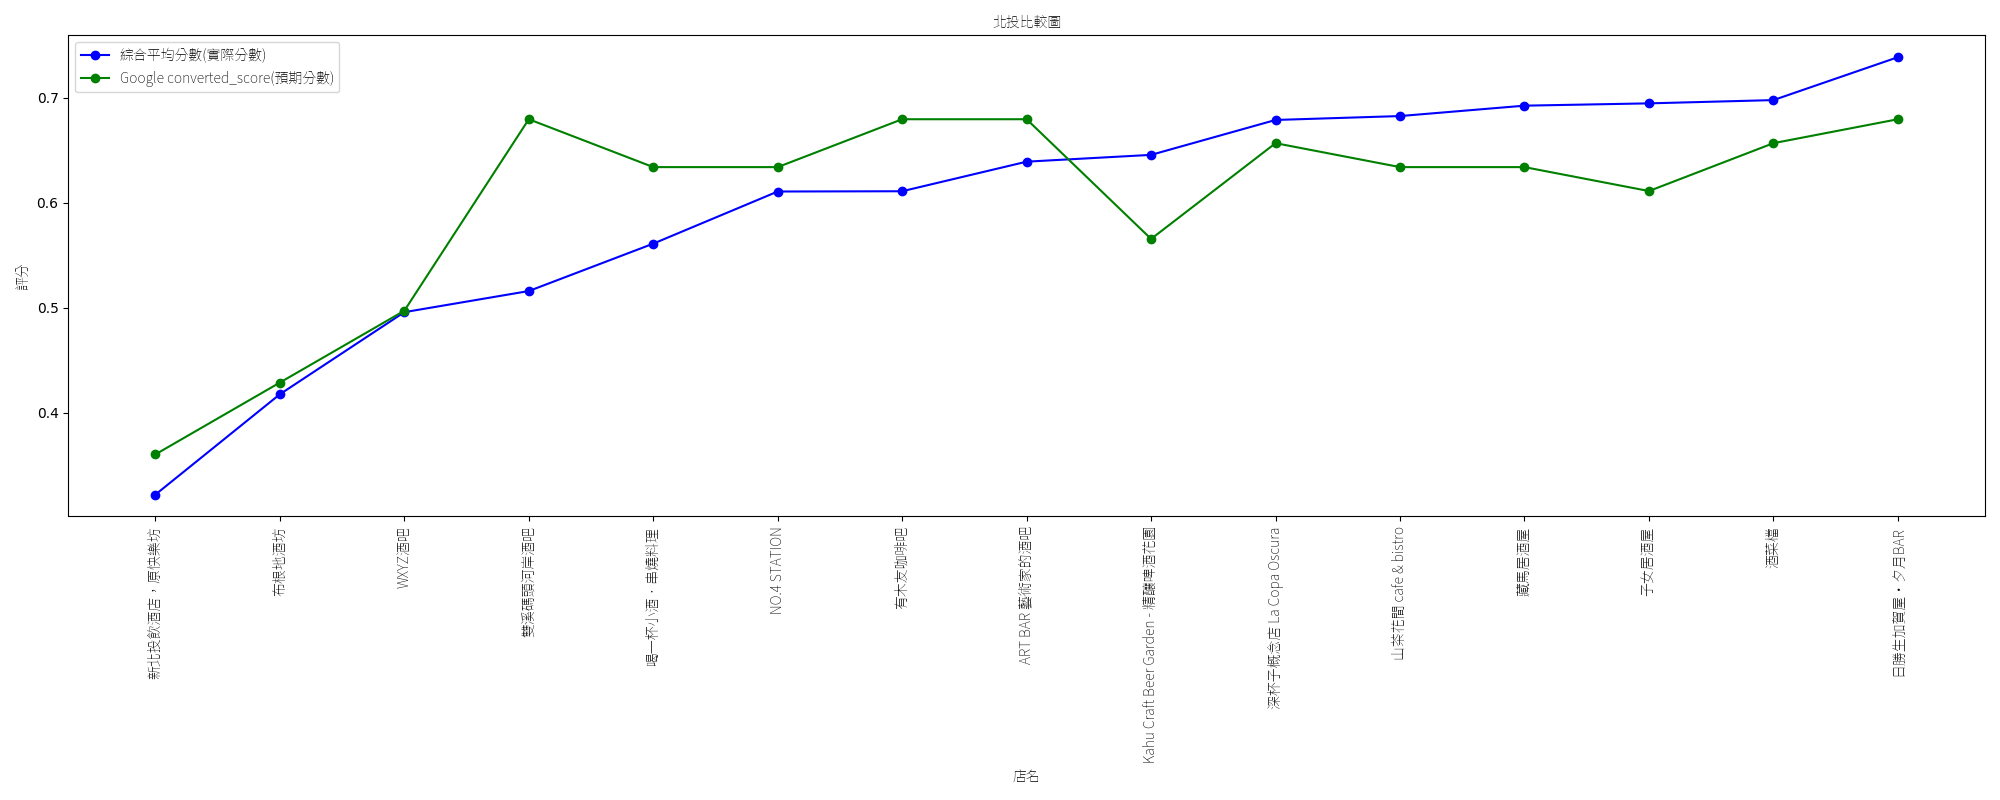 北投比較圖
綜合平均分數(實際分數)
Google converted_score(預期分數)
0.7
0.6
0.5
0.4
評分
新北投飲酒店，原快樂坊
布根地酒坊
WXYZ酒吧
雙溪碼頭河岸酒吧
喝一杯小酒．串燒料理
NO.4 STATION
有木友咖啡吧
ART BAR 藝術家的酒吧
Kahu Craft Beer Garden - 精釀啤酒花園
深杯子概念店 La Copa Oscura
山茶花間 cafe & bistro
藏馬居酒屋
子女居酒屋
酒菜檔
日勝生加賀屋・夕月BAR
店名